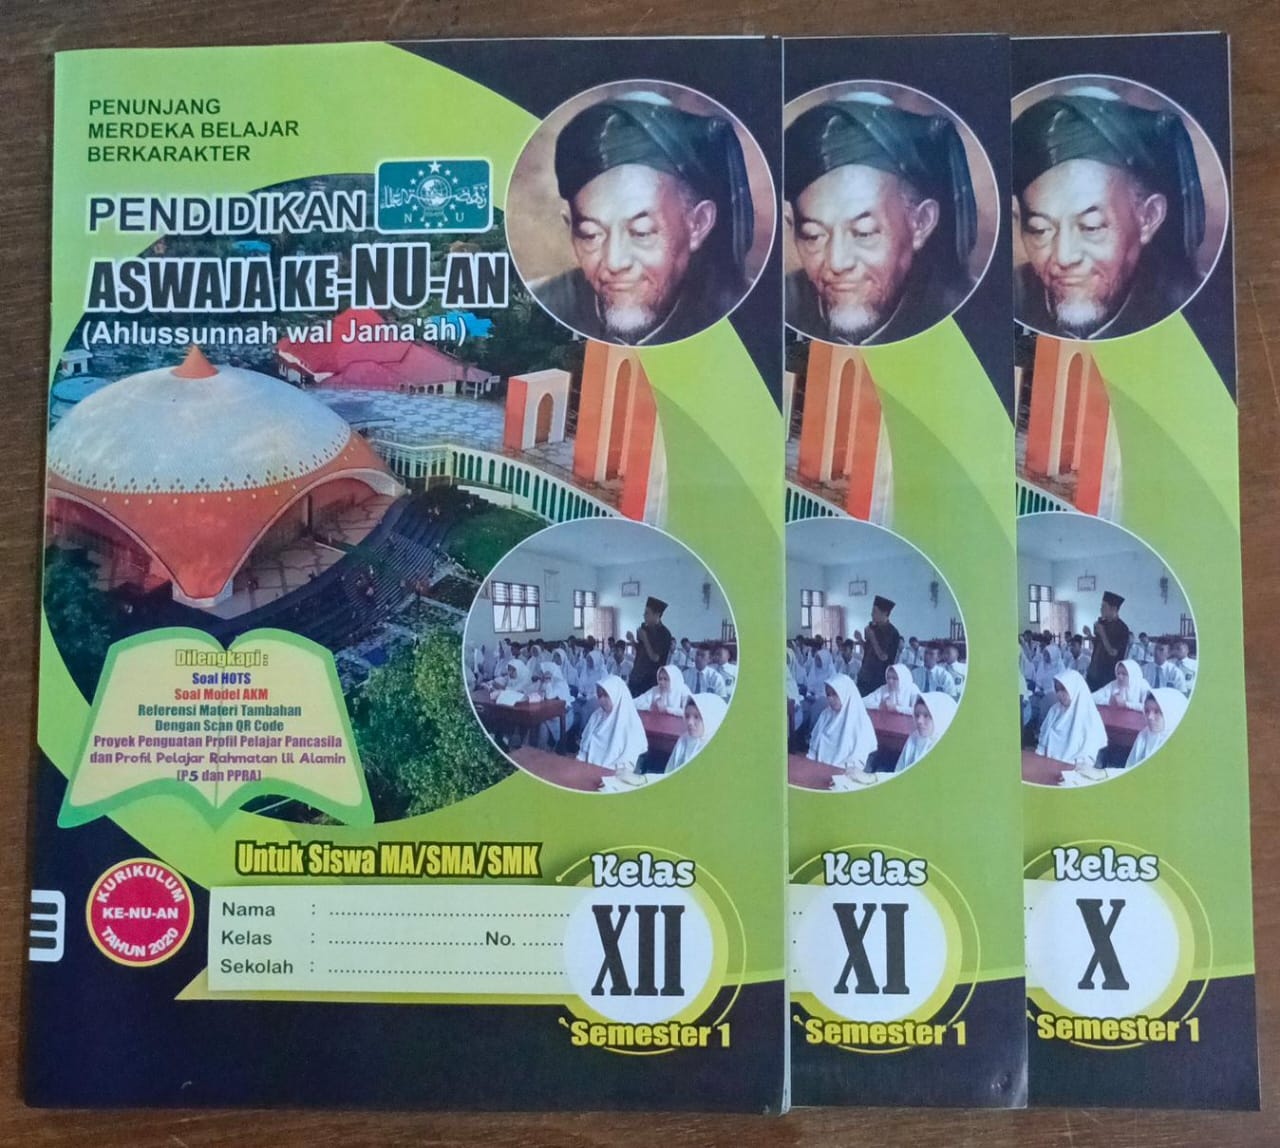 PENUNJANG
MERDEKA BELAJAR
BERKARAKTER
PENDIDIKAN
N U
ASWAJA KE-NU-AN
(Ahlussunnah wal Jama'ah)
Dilengkapi :
Soal HOTS
Soal Model AKM
Referensi Materi Tambahan
Dengan Scan QR Code
Proyek Penguatan Profil Pelajar Pancasila
dan Profil Pelajar Rahmatan Lil Alamin
(P5 dan PPRA)
Untuk Siswa MA/SMA/SMK
KURIKULUM
KE-NU-AN
TAHUN 2020
Nama : ..........................................
Kelas : ...........................No. ........
Sekolah : ..........................................
Kelas
XII
Semester 1
Kelas
XI
Semester 1
Kelas
X
Semester 1